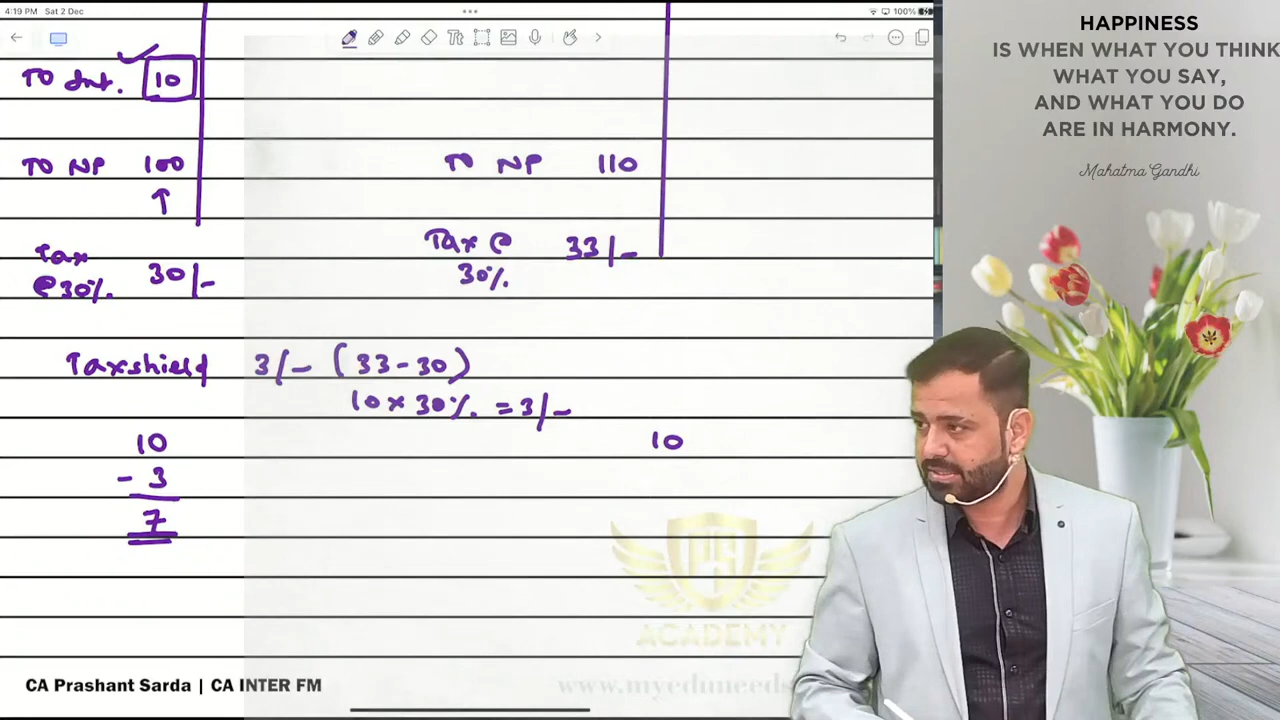 4:19 PM Sat 2 Dec
100%
To Int. 10
To NP 100
↑
Tax
@30%. 30/-
To NP 110
Tax @ 33/-
30%.
Tax shield 3/- (33-30)
10 x 30%. = 3/-
10
- 3
7
10
ACADEMY
www.myeduneeds
CA Prashant Sarda | CA INTER FM
HAPPINESS
IS WHEN WHAT YOU THINK
WHAT YOU SAY,
AND WHAT YOU DO
ARE IN HARMONY.
Mahatma Gandhi